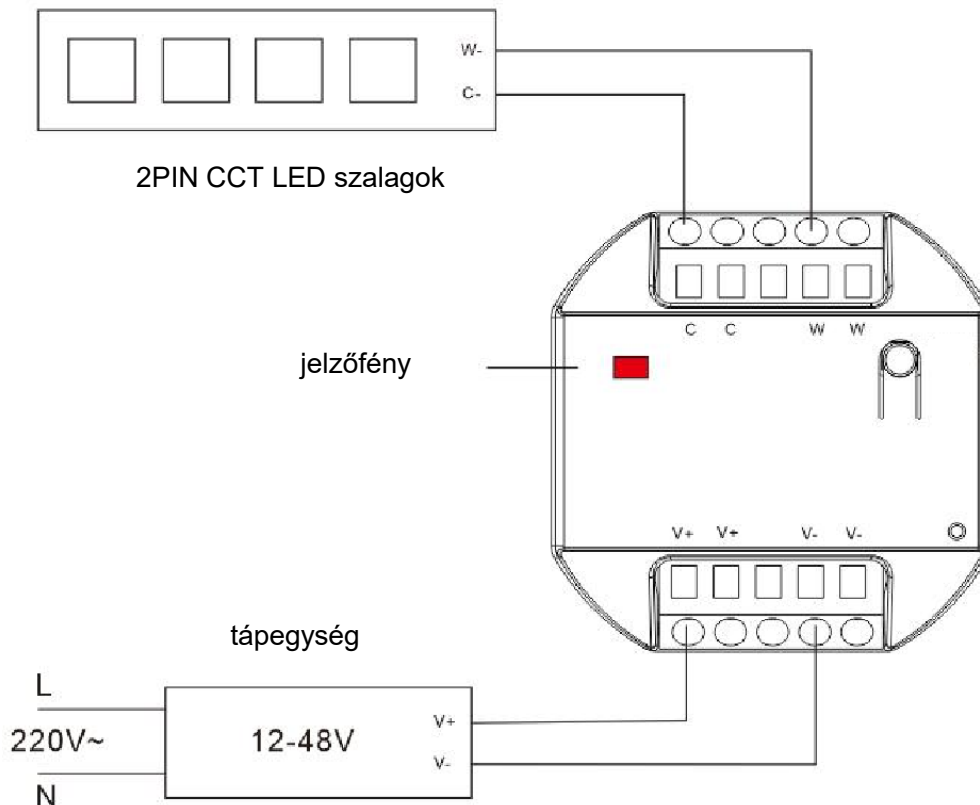 W-
C-
2PIN CCT LED szalagok
C C W W
jelzőfény
V+ V+ V- V-
tápegység
L
220V~
N
12-48V
V+
V-